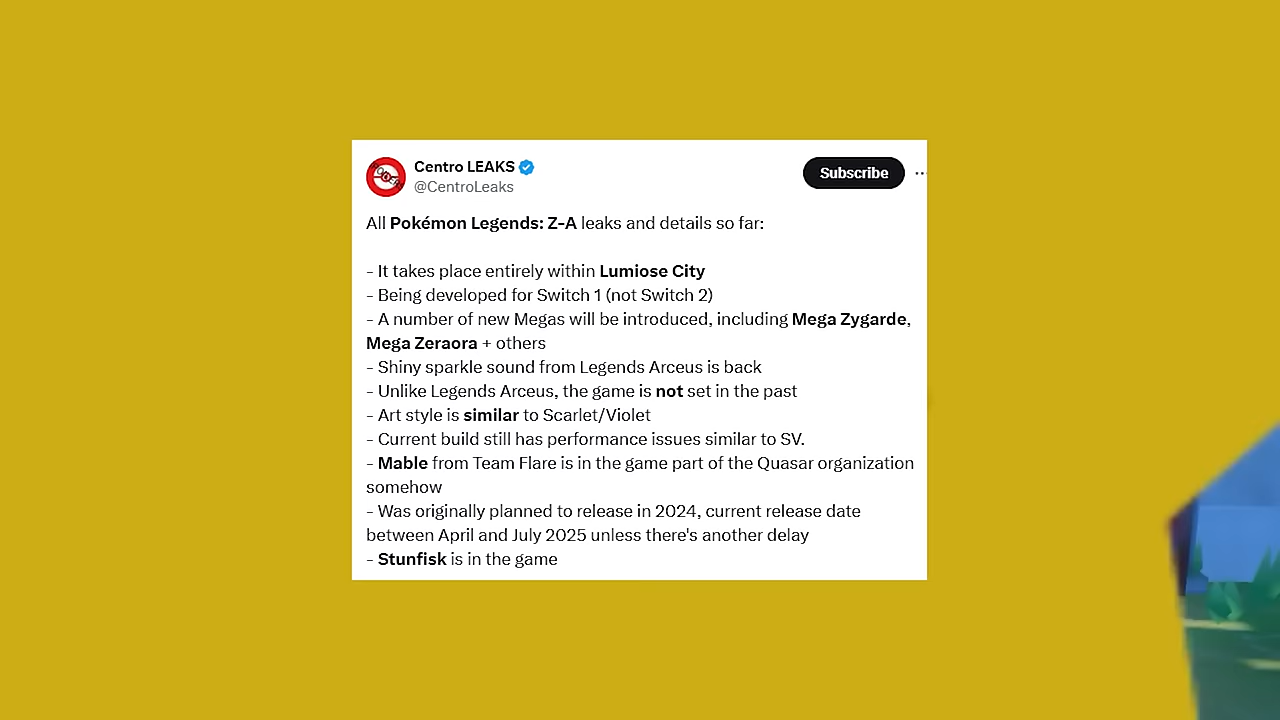 Centro LEAKS
@CentroLeaks
Subscribe
All Pokémon Legends: Z-A leaks and details so far:
- It takes place entirely within Lumiose City
- Being developed for Switch 1 (not Switch 2)
- A number of new Megas will be introduced, including Mega Zygarde,
Mega Zeraora + others
- Shiny sparkle sound from Legends Arceus is back
- Unlike Legends Arceus, the game is not set in the past
- Art style is similar to Scarlet/Violet
- Current build still has performance issues similar to SV.
- Mable from Team Flare is in the game part of the Quasar organization
somehow
- Was originally planned to release in 2024, current release date
between April and July 2025 unless there's another delay
- Stunfisk is in the game